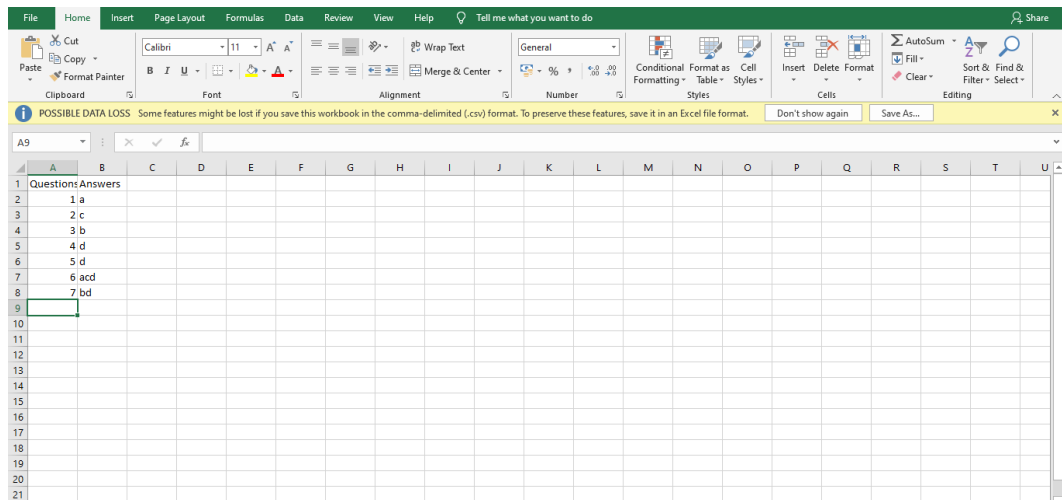 File Home Insert Page Layout Formulas Data Review View Help Tell me what you want to do Share
Cut
Copy
Format Painter
Paste
Clipboard
Calibri 11 A A
B I U A
Font
ab Wrap Text
Merge & Center
Alignment
General
% ,
Number
Conditional Formatting
Format as Table
Cell Styles
Styles
Insert Delete Format
Cells
AutoSum
Fill
Clear
Sort & Filter
Find & Select
Editing
POSSIBLE DATA LOSS Some features might be lost if you save this workbook in the comma-delimited (.csv) format. To preserve these features, save it in an Excel file format. Don't show again Save As...
A9 fx
A B C D E F G H I J K L M N O P Q R S T U
1 Questions Answers
2 1 a
3 2 c
4 3 b
5 4 d
6 5 d
7 6 acd
8 7 bd
9
10
11
12
13
14
15
16
17
18
19
20
21